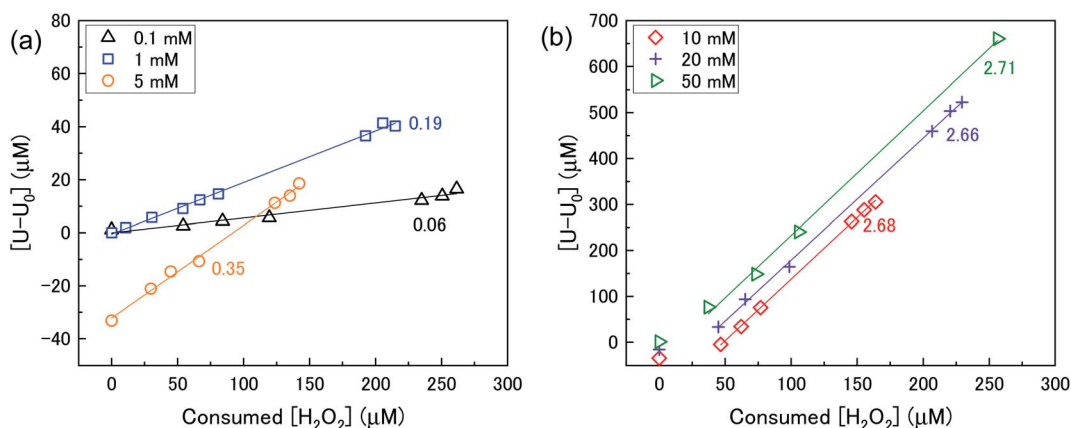 (a)
0.1 mM
1 mM
5 mM
80
60
40
20
0
−20
−40
[U−U₀] (μM)
0.19
0.06
0.35
0 50 100 150 200 250 300
Consumed [H₂O₂] (μM)
(b)
10 mM
20 mM
50 mM
700
600
500
400
300
200
100
0
[U−U₀] (μM)
2.71
2.66
2.68
0 50 100 150 200 250 300
Consumed [H₂O₂] (μM)